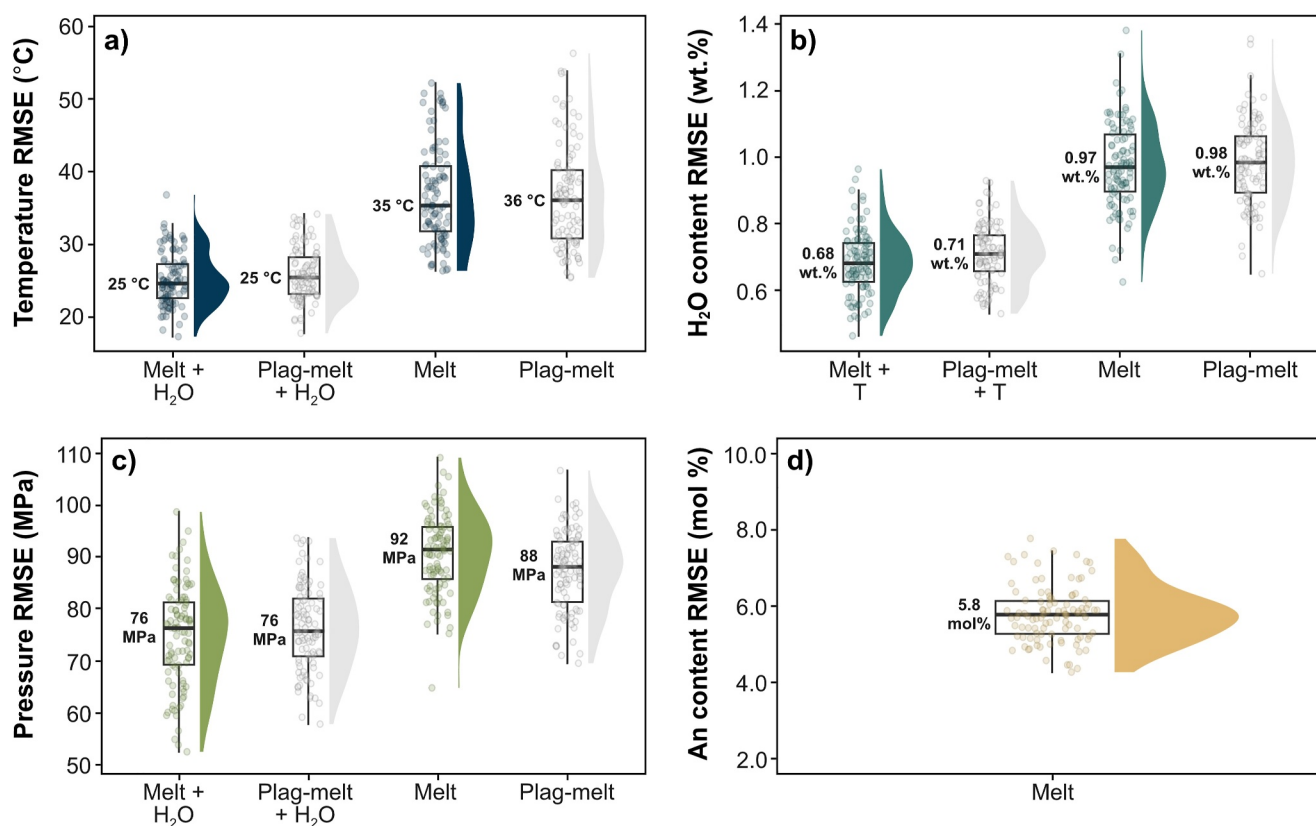 a)
Temperature RMSE (°C)
60
50
40
30
20
25 °C
25 °C
35 °C
36 °C
Melt +
H₂O
Plag-melt
+ H₂O
Melt
Plag-melt
b)
H₂O content RMSE (wt.%)
1.4
1.2
1.0
0.8
0.6
0.68
wt.%
0.71
wt.%
0.97
wt.%
0.98
wt.%
Melt +
T
Plag-melt
+ T
Melt
Plag-melt
c)
Pressure RMSE (MPa)
110
100
90
80
70
60
50
76
MPa
76
MPa
92
MPa
88
MPa
Melt +
H₂O
Plag-melt
+ H₂O
Melt
Plag-melt
d)
An content RMSE (mol %)
10.0
8.0
6.0
4.0
2.0
5.8
mol%
Melt